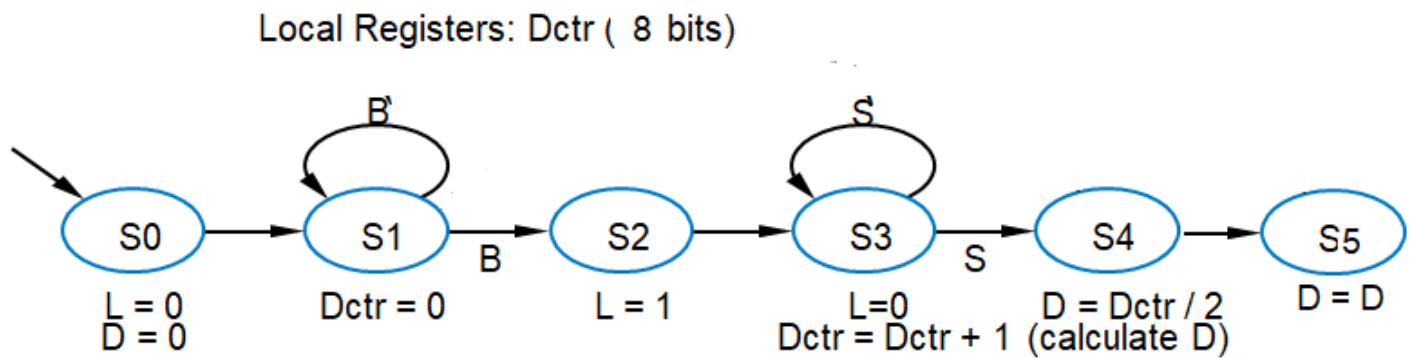 Local Registers: Dctr ( 8 bits)
B' S'
S0 S1 S2 S3 S4 S5
B S
L = 0 Dctr = 0 L = 1 L=0 D = Dctr / 2 D = D
D = 0 Dctr = Dctr + 1 (calculate D)